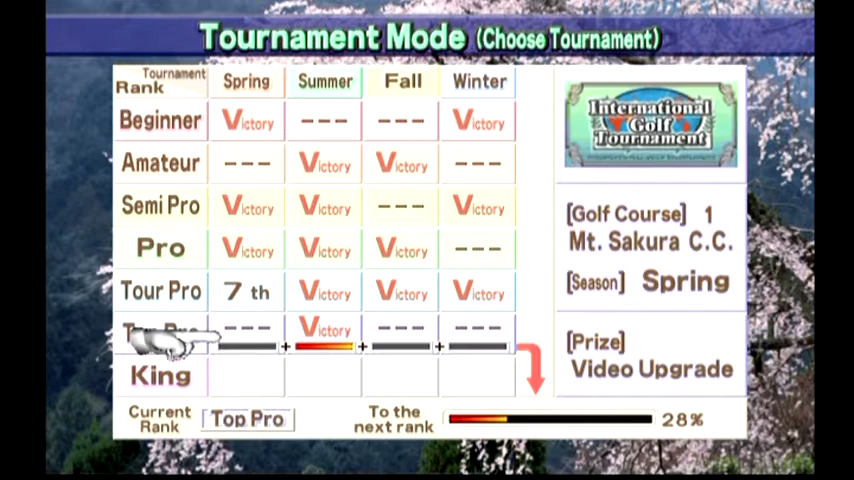 Tournament Mode (Choose Tournament)
Tournament
Rank Spring Summer Fall Winter
Beginner Victory --- --- Victory
Amateur --- Victory Victory ---
Semi Pro Victory Victory --- Victory
Pro Victory Victory Victory ---
Tour Pro 7 th Victory Victory Victory
--- Victory --- ---
+ + +
King
Current Rank Top Pro
To the next rank 28%
International
Golf
Tournament
[Golf Course] 1
Mt. Sakura C.C.
[Season] Spring
[Prize]
Video Upgrade